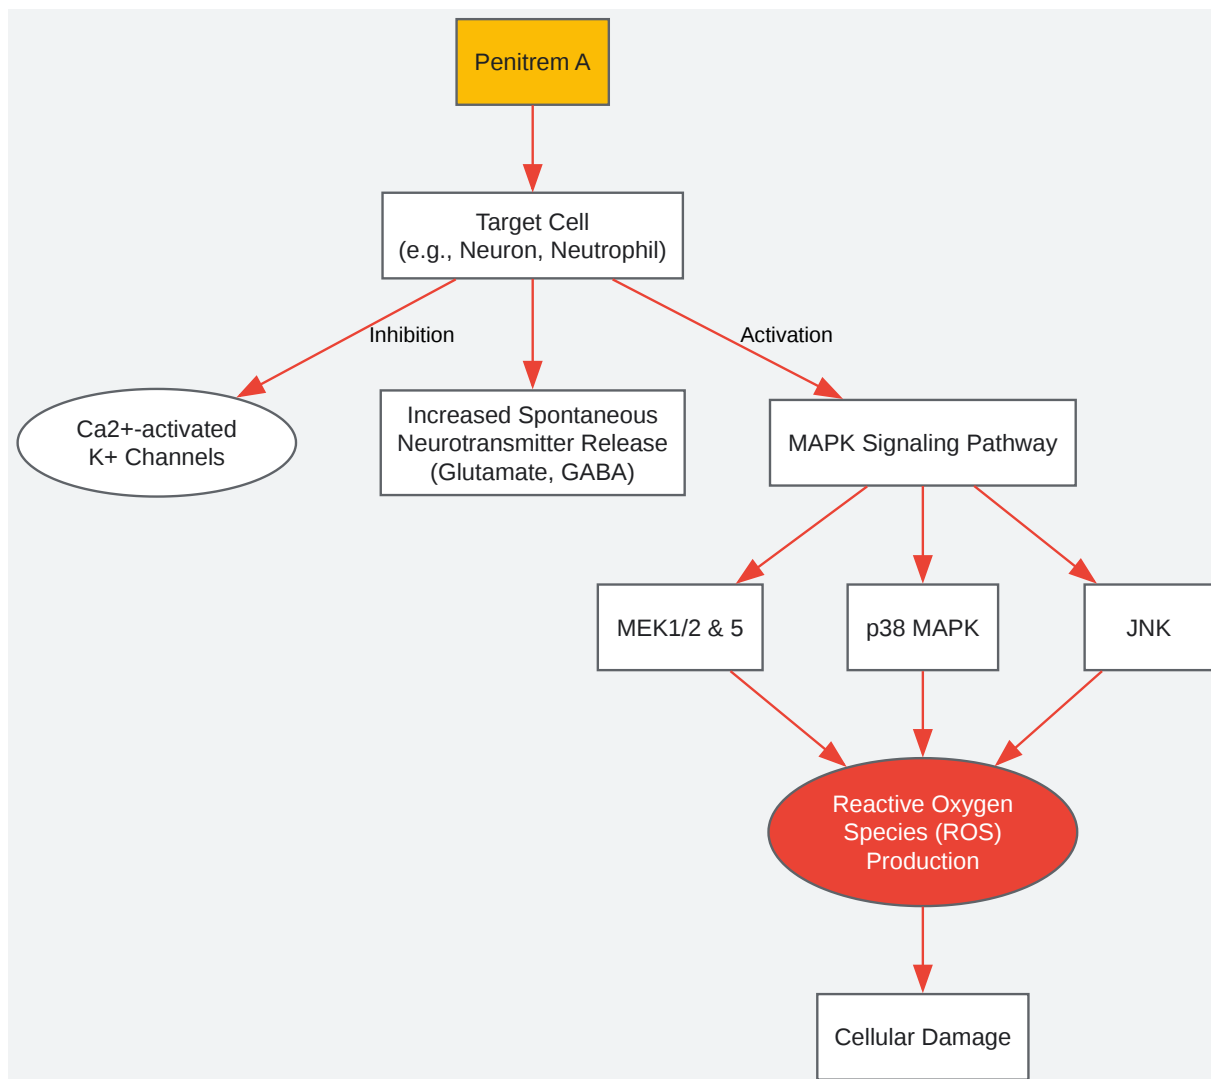 Penitrem A
Target Cell
(e.g., Neuron, Neutrophil)
Inhibition
Activation
Ca2+-activated
K+ Channels
Increased Spontaneous
Neurotransmitter Release
(Glutamate, GABA)
MAPK Signaling Pathway
MEK1/2 & 5
p38 MAPK
JNK
Reactive Oxygen
Species (ROS)
Production
Cellular Damage